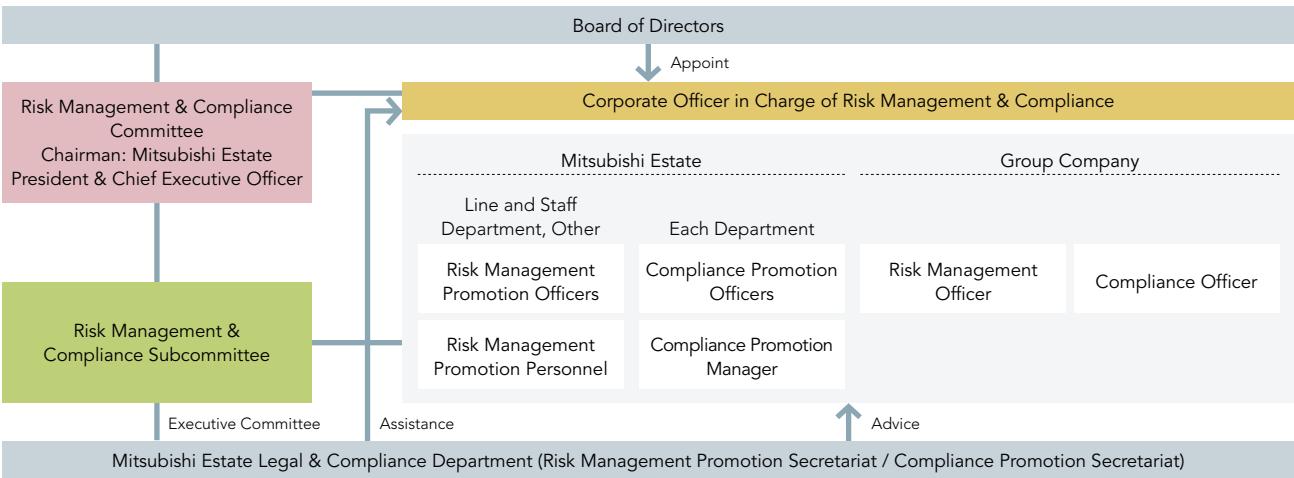 Board of Directors
Appoint
Risk Management & Compliance
Committee
Chairman: Mitsubishi Estate
President & Chief Executive Officer
Corporate Officer in Charge of Risk Management & Compliance
Mitsubishi Estate
Group Company
Line and Staff
Department, Other
Each Department
Risk Management
Promotion Officers
Compliance Promotion
Officers
Risk Management
Officer
Compliance Officer
Risk Management &
Compliance Subcommittee
Risk Management
Promotion Personnel
Compliance Promotion
Manager
Executive Committee
Assistance
Advice
Mitsubishi Estate Legal & Compliance Department (Risk Management Promotion Secretariat / Compliance Promotion Secretariat)